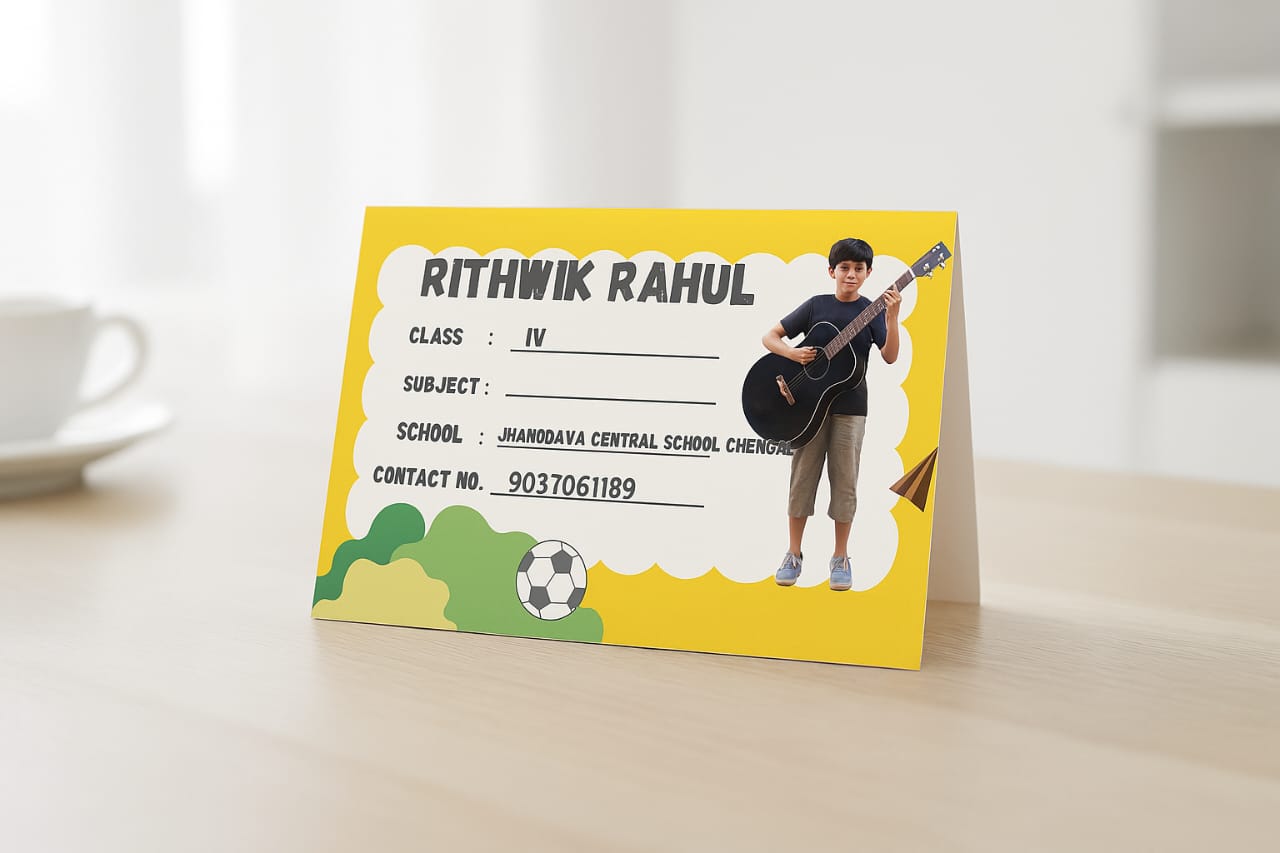 RITHWIK RAHUL
CLASS : IV
SUBJECT :
SCHOOL : JHANODAVA CENTRAL SCHOOL CHENGAL
CONTACT NO. 9037061189